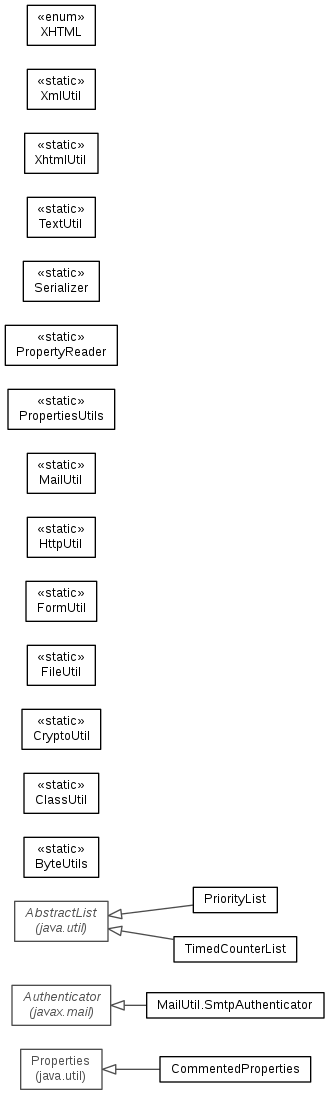 «enum»
XHTML
«static»
XmlUtil
«static»
XhtmlUtil
«static»
TextUtil
«static»
Serializer
«static»
PropertyReader
«static»
PropertiesUtils
«static»
MailUtil
«static»
HttpUtil
«static»
FormUtil
«static»
FileUtil
«static»
CryptoUtil
«static»
ClassUtil
«static»
ByteUtils
AbstractList
(java.util)
PriorityList
TimedCounterList
Authenticator
(javax.mail)
MailUtil.SmtpAuthenticator
Properties
(java.util)
CommentedProperties